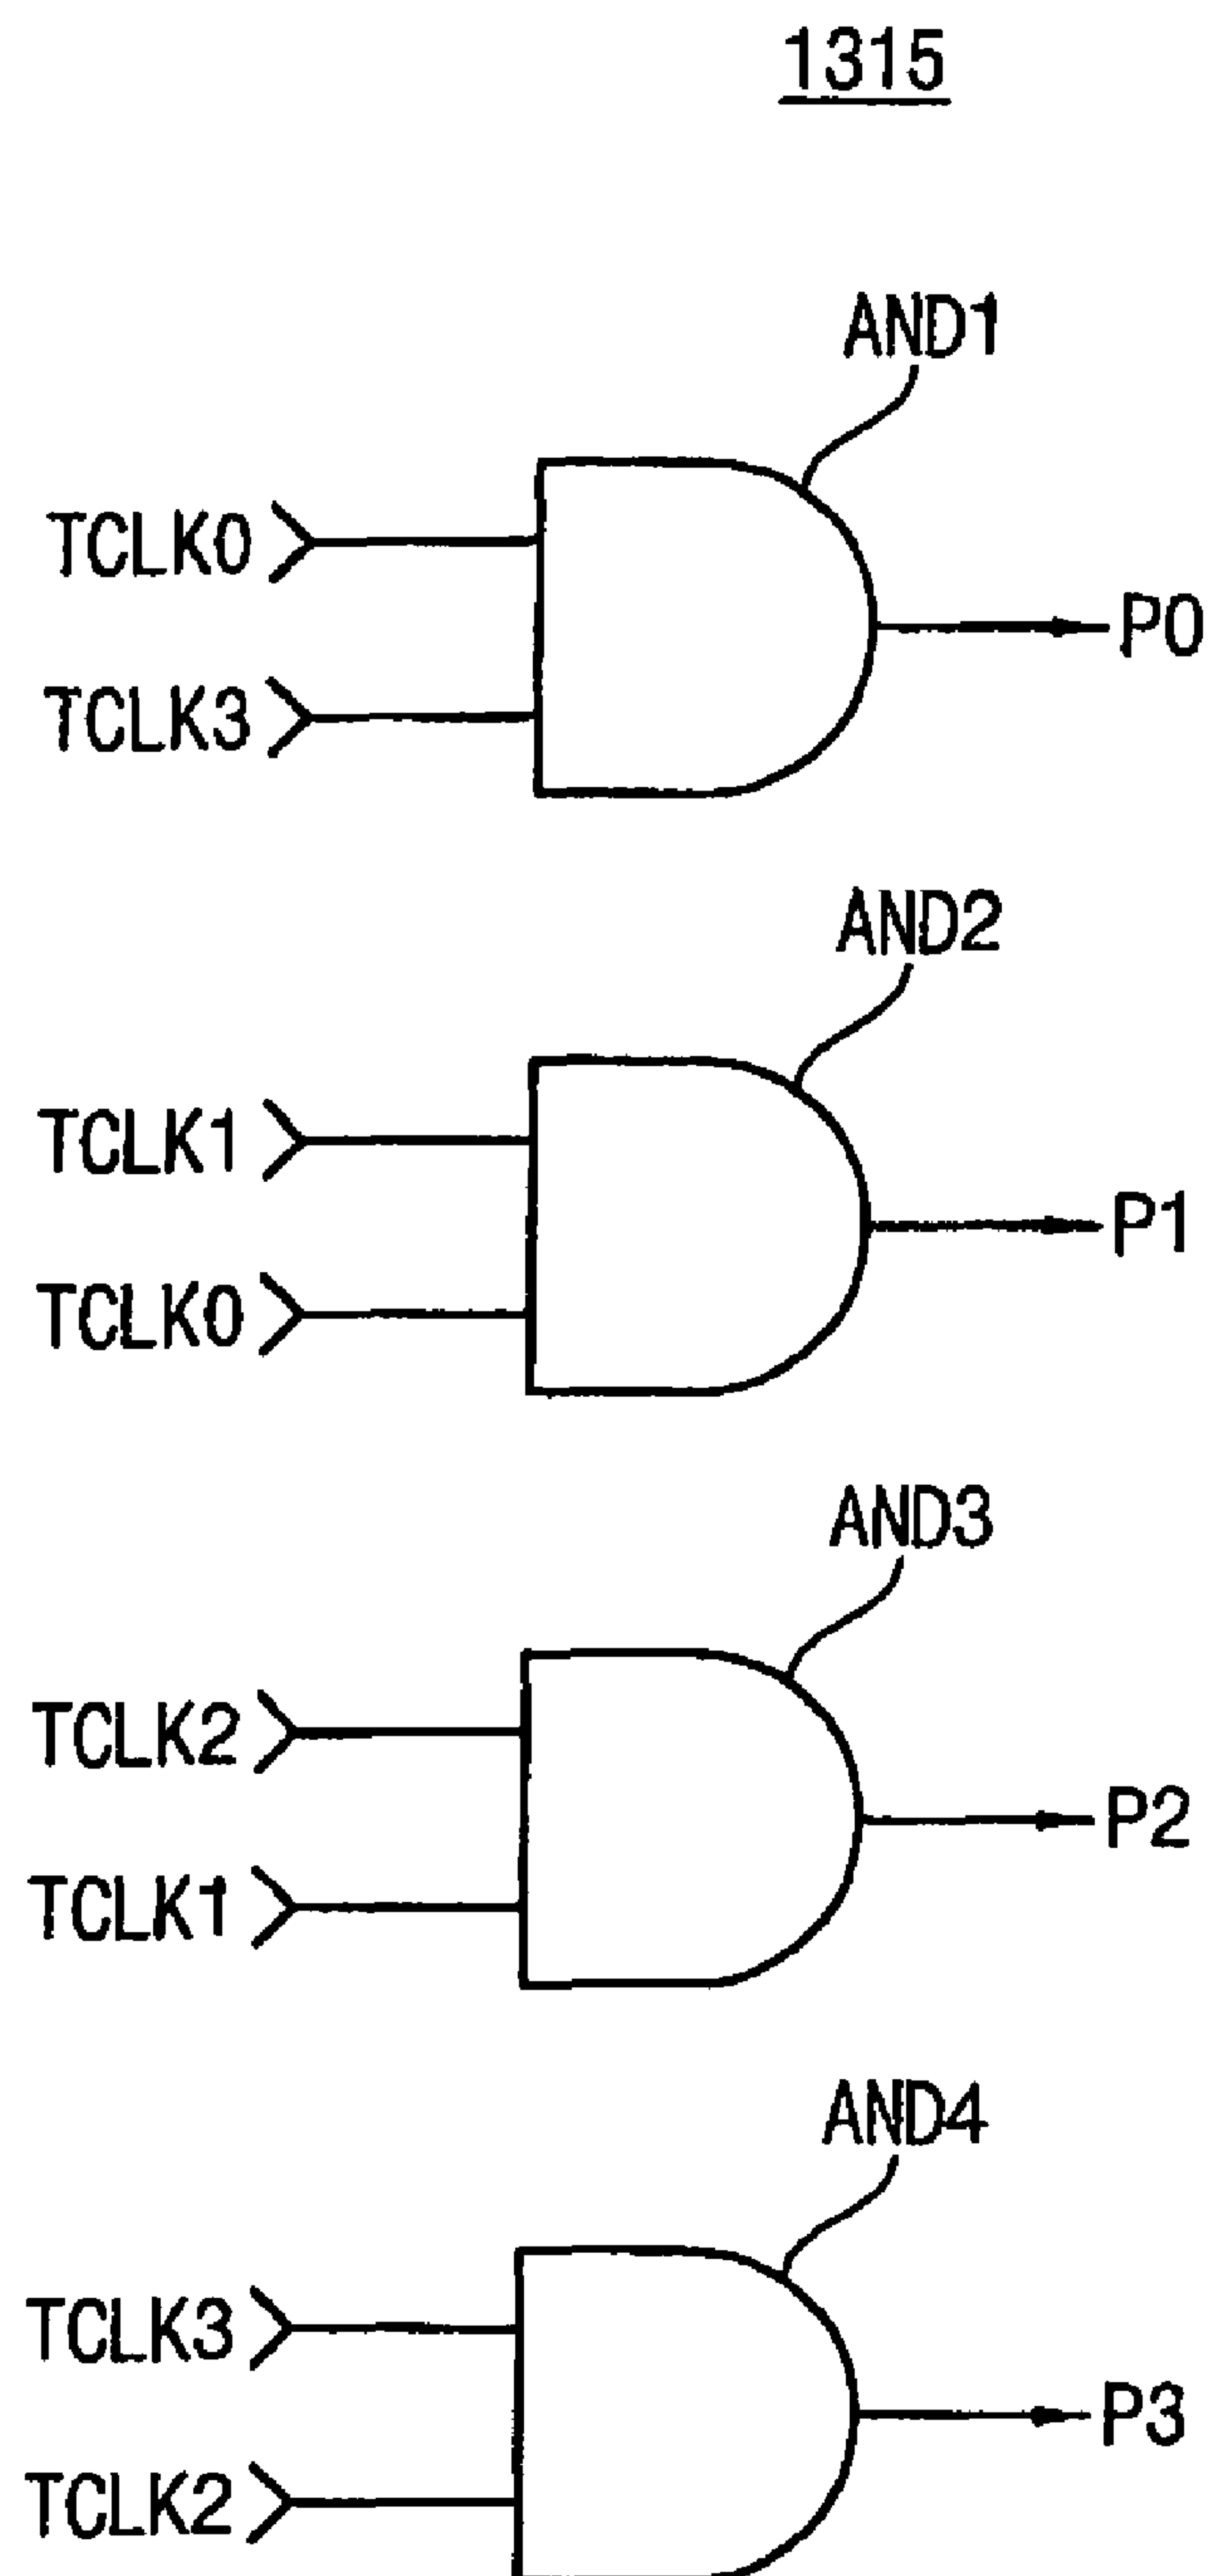 1315
AND1
TCLK0
P0
TCLK3
AND2
TCLK1
P1
TCLK0
AND3
TCLK2
P2
TCLK1
AND4
TCLK3
P3
TCLK2